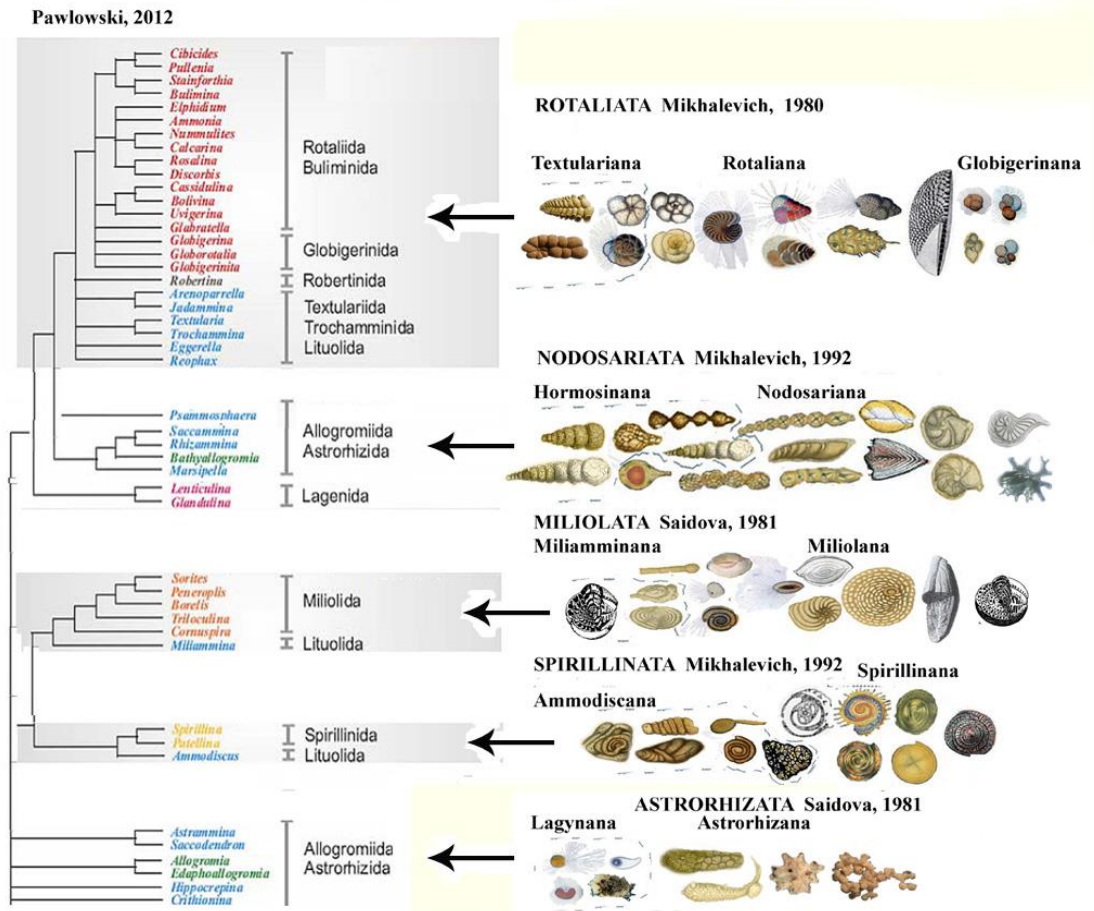 Pawlowski, 2012
Cibicides
Pullenia
Stainforthia
Bulimina
Elphidium
Ammonia
Nummulites
Calcarina
Rosalina
Discorbis
Cassidulina
Bolivina
Uvigerina
Glabratella
Globigerina
Globorotalia
Globigerinita
Robertina
Arenoparrella
Jadammina
Textularia
Trochammina
Eggerella
Reophax
Rotaliida
Buliminida
Globigerinida
Robertinida
Textulariida
Trochamminida
Lituolida
Psammosphaera
Saccammina
Rhizammina
Bathyallogromia
Marsipella
Lenticulina
Glandulina
Allogromiida
Astrorhizida
Lagenida
Sorites
Peneroplis
Borelis
Triloculina
Cornuspira
Miliammina
Miliolida
Lituolida
Spirillina
Patellina
Ammodiscus
Spirillinida
Lituolida
Astrammina
Saccodendron
Allogromia
Edaphoallogromia
Hippocrepina
Crithionina
Allogromiida
Astrorhizida
ROTALIATA Mikhalevich, 1980
Textulariana Rotaliana Globigerinana
NODOSARIATA Mikhalevich, 1992
Hormosinana Nodosariana
MILIOLATA Saidova, 1981
Miliamminana Miliolana
SPIRILLINATA Mikhalevich, 1992
Spirillinana
Ammodiscana
ASTRORHIZATA Saidova, 1981
Lagynana Astrorhizana